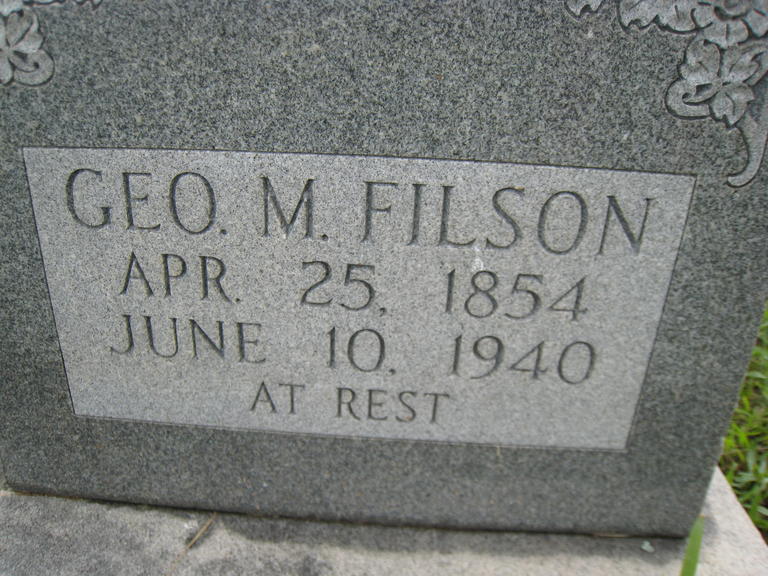 GEO. M. FILSON
APR. 25, 1854
JUNE 10, 1940
AT REST